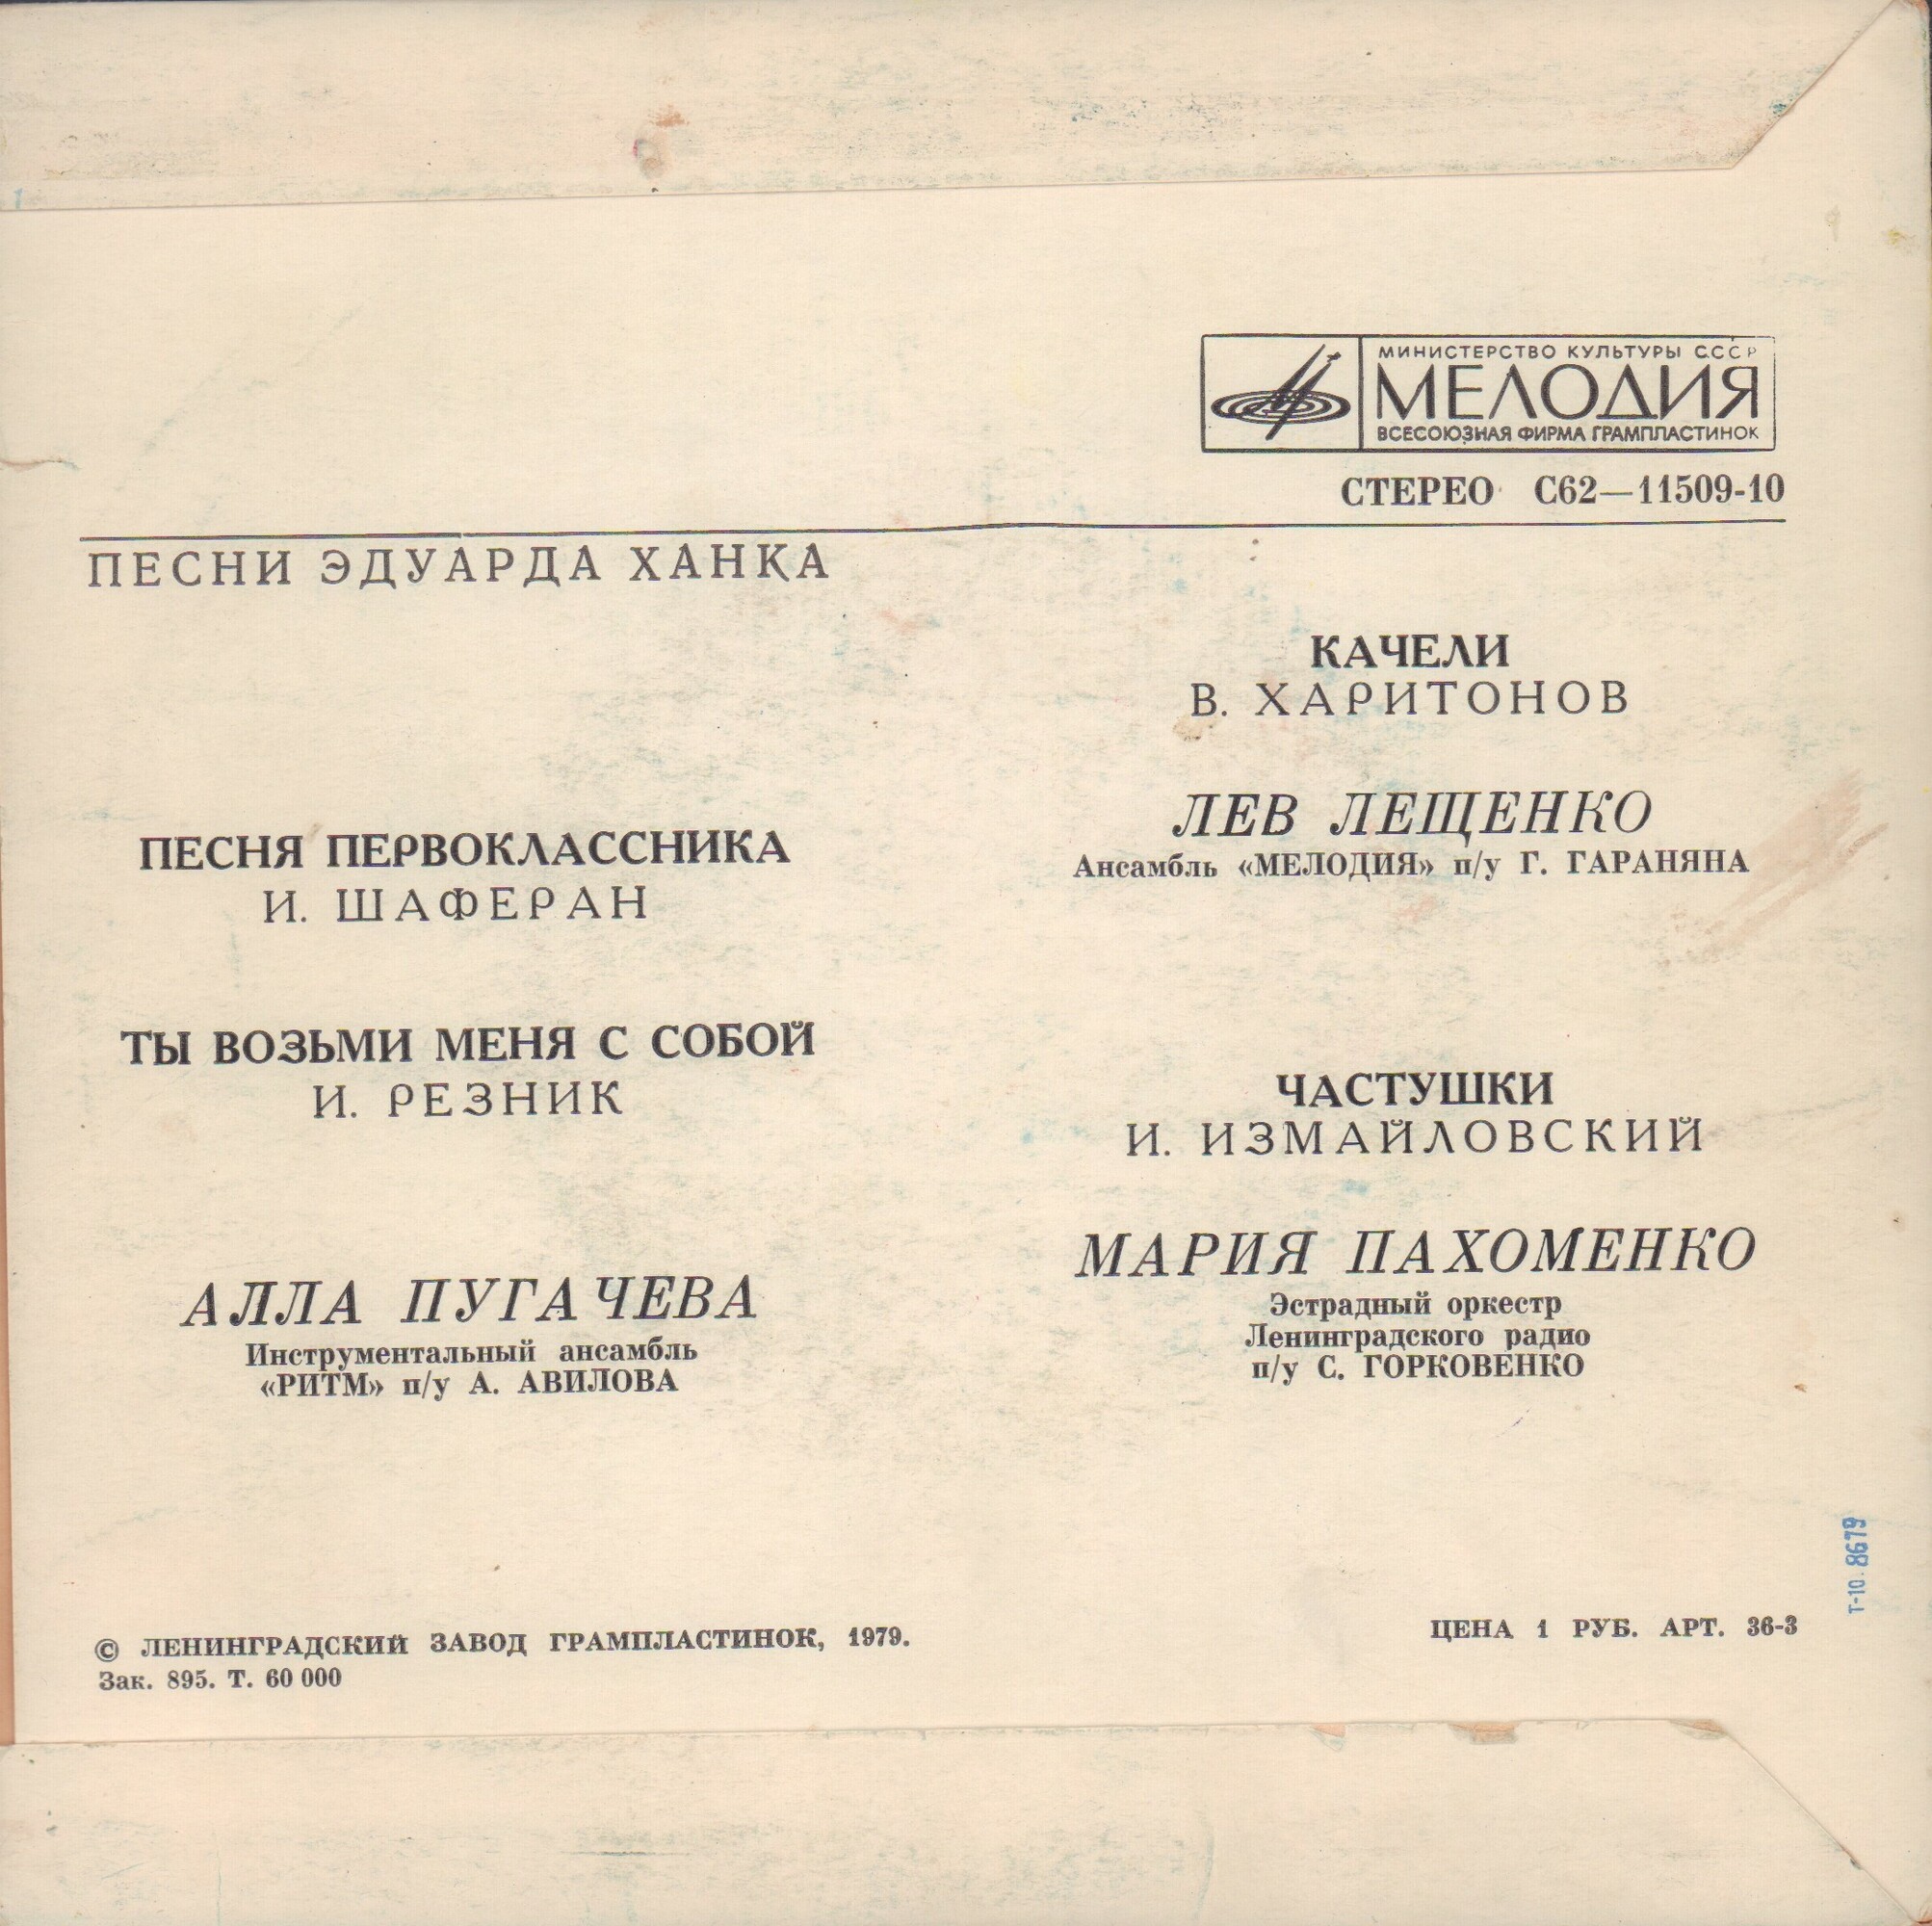 МИНИСТЕРСТВО КУЛЬТУРЫ СССР
МЕЛОДИЯ
ВСЕСОЮЗНАЯ ФИРМА ГРАМПЛАСТИНОК
СТЕРЕО С62—11509-10
ПЕСНИ ЭДУАРДА ХАНКА
ПЕСНЯ ПЕРВОКЛАССНИКА
И. ШАФЕРАН
ТЫ ВОЗЬМИ МЕНЯ С СОБОЙ
И. РЕЗНИК
АЛЛА ПУГАЧЕВА
Инструментальный ансамбль
«РИТМ» п/у А. АВИЛОВА
КАЧЕЛИ
В. ХАРИТОНОВ
ЛЕВ ЛЕЩЕНКО
Ансамбль «МЕЛОДИЯ» п/у Г. ГАРАНЯНА
ЧАСТУШКИ
И. ИЗМАЙЛОВСКИЙ
МАРИЯ ПАХОМЕНКО
Эстрадный оркестр
Ленинградского радио
п/у С. ГОРКОВЕНКО
© ЛЕНИНГРАДСКИЙ ЗАВОД ГРАМПЛАСТИНОК, 1979.
Зак. 895. Т. 60 000
ЦЕНА 1 РУБ. АРТ. 36-3
Т-10. 8679